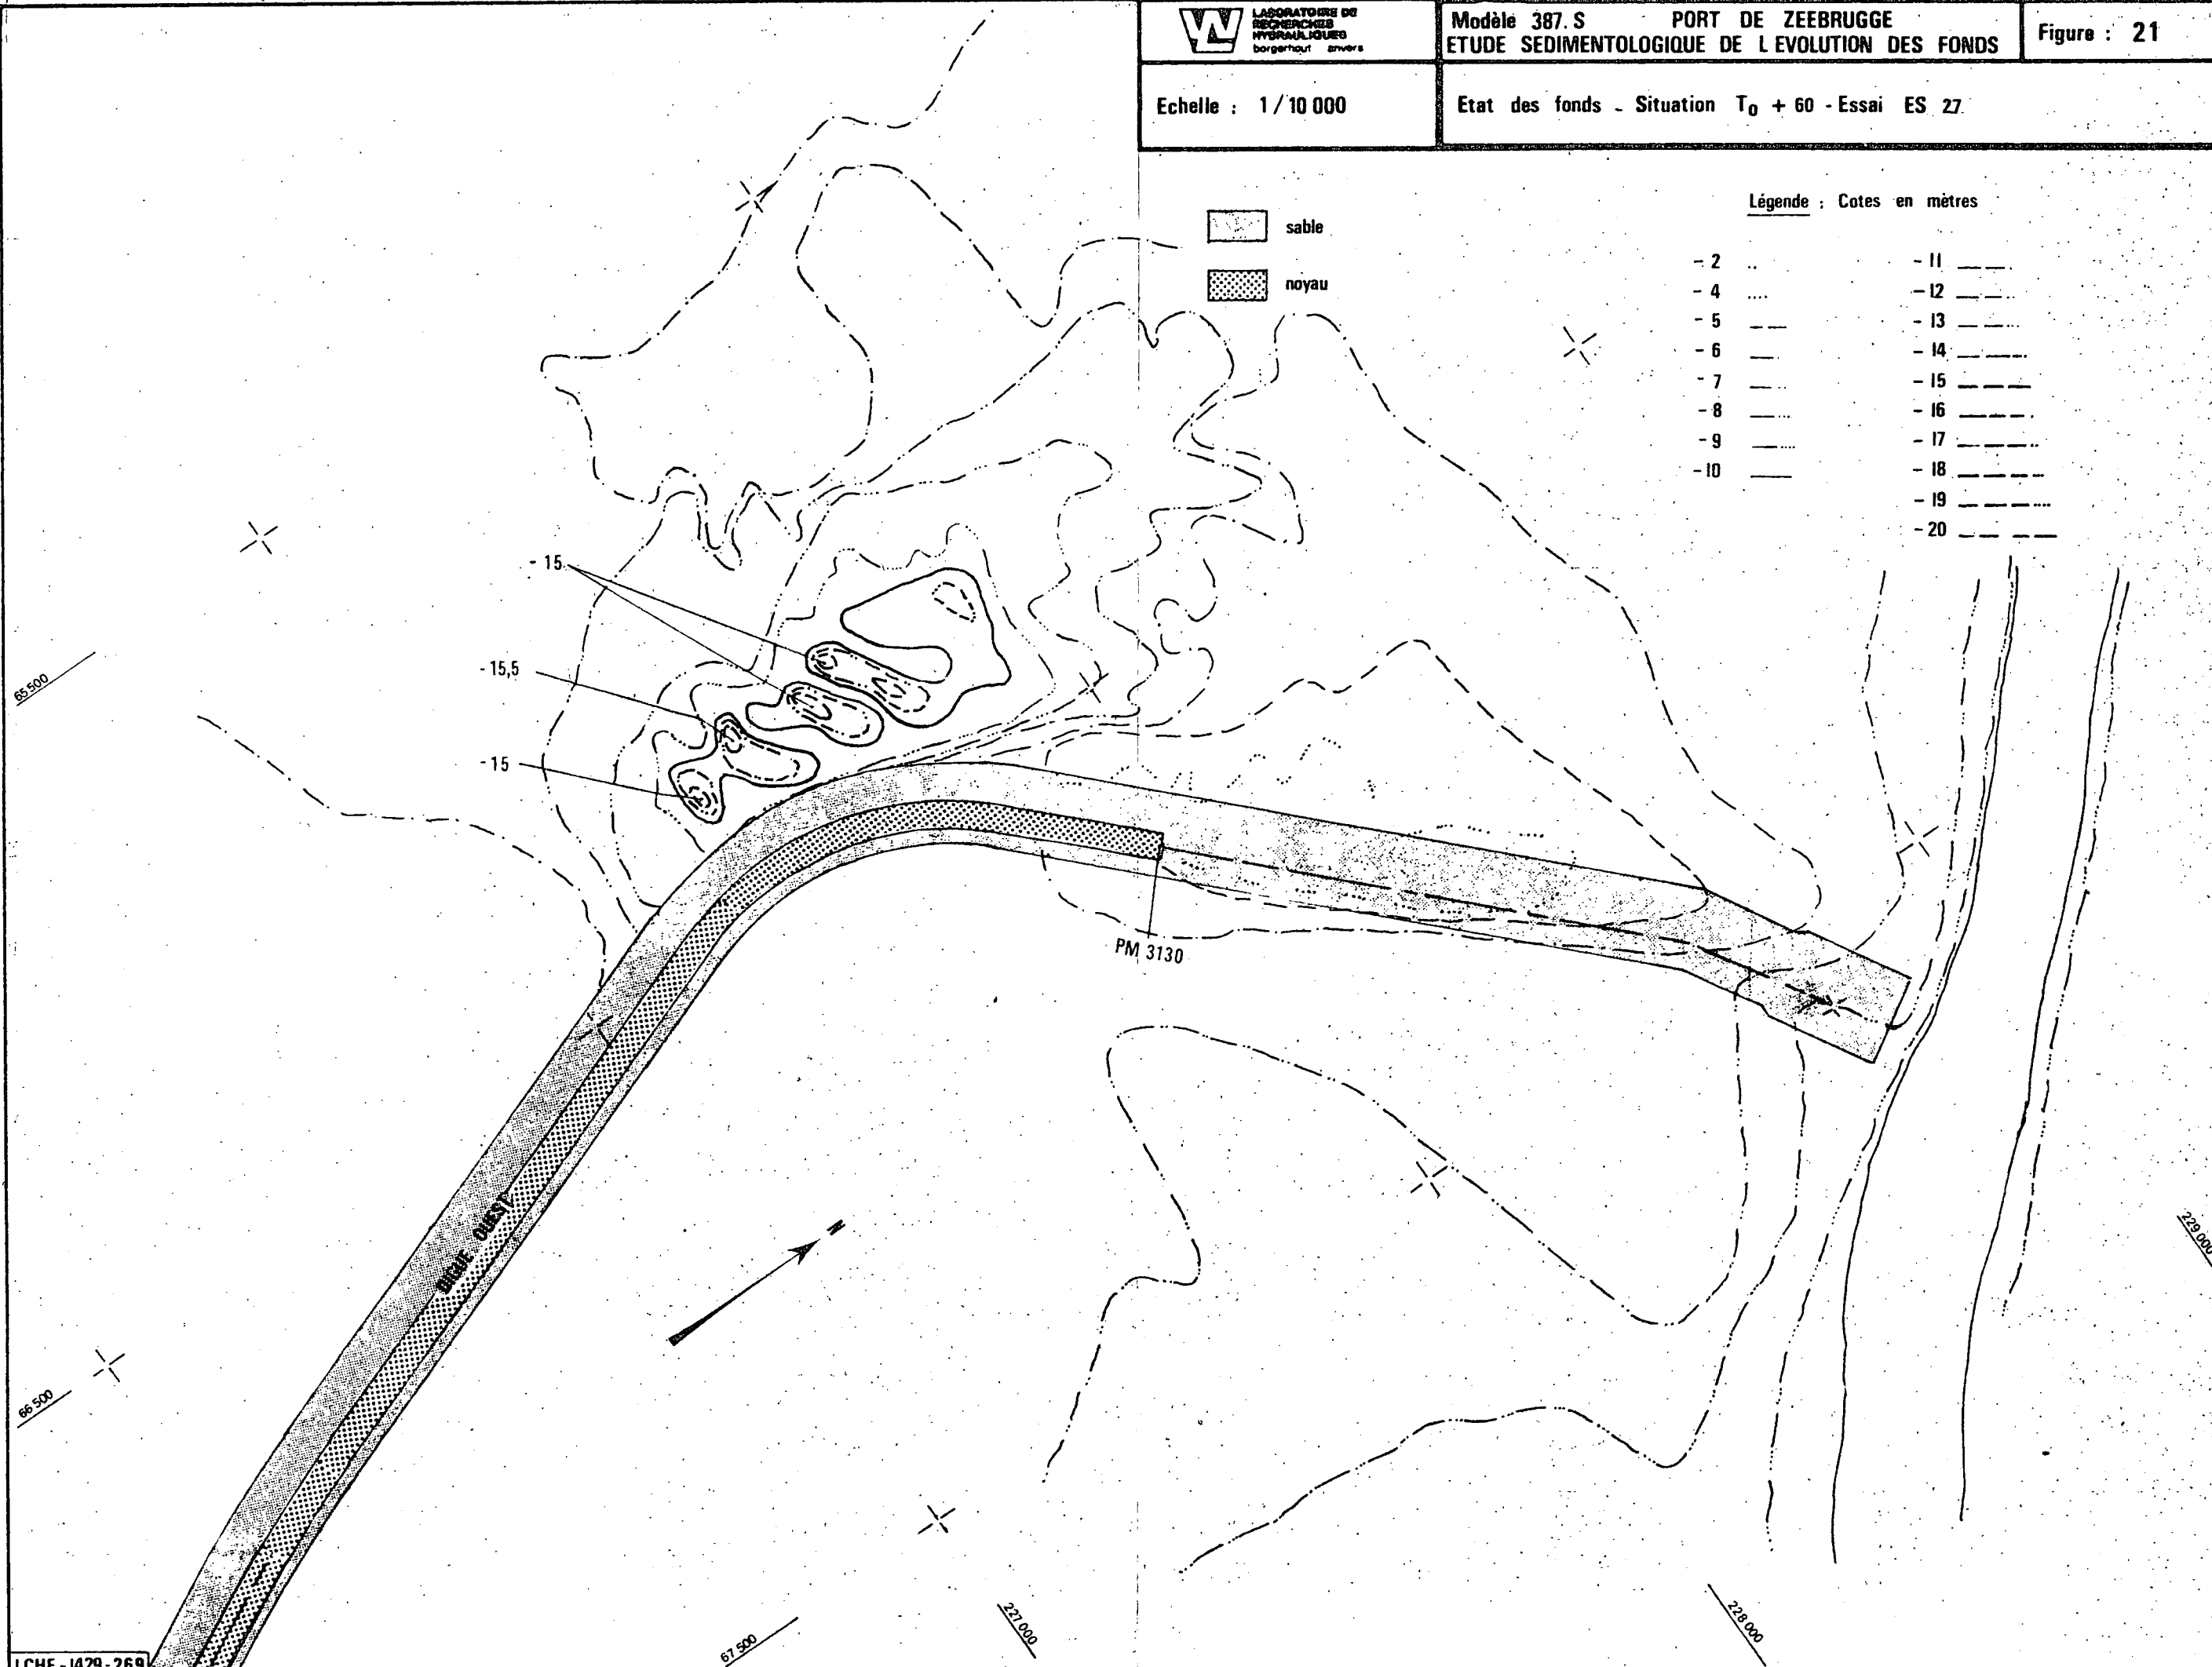 LABORATOIRE DE
RECHERCHES
HYDRAULIQUES
borgerhout anvers
Modèle 387. S PORT DE ZEEBRUGGE
ETUDE SEDIMENTOLOGIQUE DE L EVOLUTION DES FONDS
Figure : 21
Echelle : 1/10 000
Etat des fonds - Situation T0 + 60 - Essai ES 27
sable
noyau
Légende : Cotes en mètres
- 2
- 4
- 5
- 6
- 7
- 8
- 9
- 10
- 11
- 12
- 13
- 14
- 15
- 16
- 17
- 18
- 19
- 20
- 15
- 15,5
- 15
65 500
PM 3130
DIGUE OUEST
N
66 500
67 500
227 000
228 000
229 000
LCHF-1429-269